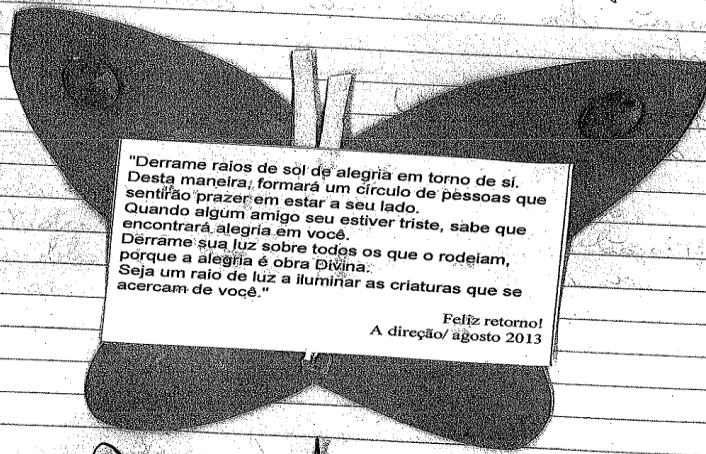 "Derrame raios de sol de alegria em torno de sí.
Desta maneira, formará um círculo de pessoas que
sentirão prazer em estar a seu lado.
Quando algum amigo seu estiver triste, sabe que
encontrará alegria em você.
Derrame sua luz sobre todos os que o rodeiam,
porque a alegria é obra Divina.
Seja um raio de luz a iluminar as criaturas que se
acercam de você."
Feliz retorno!
A direção/ agosto 2013